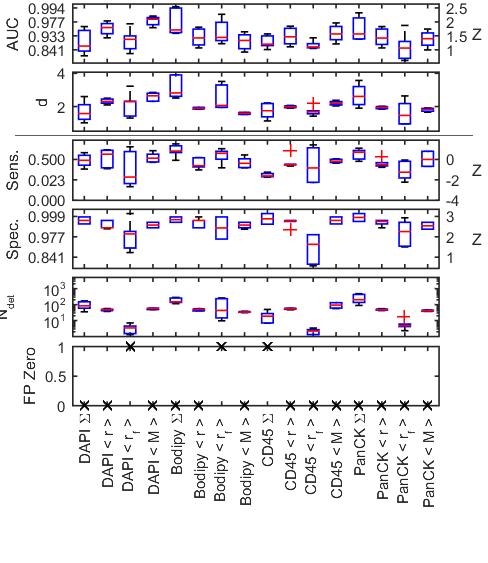 0.994
0.977
0.933
0.841
AUC
2.5
2
1.5
1
Z
4
2
d
0.500
0.023
0.000
Sens.
0
-2
-4
Z
0.999
0.977
0.841
Spec.
3
2
1
Z
10³
10²
10¹
N_del
1
0.5
0
FP Zero
DAPI Σ
DAPI < r >
DAPI < r_f >
DAPI < M >
Bodipy Σ
Bodipy < r >
Bodipy < r_f >
Bodipy < M >
CD45 Σ
CD45 < r >
CD45 < r_f >
CD45 < M >
PanCK Σ
PanCK < r >
PanCK < r_f >
PanCK < M >